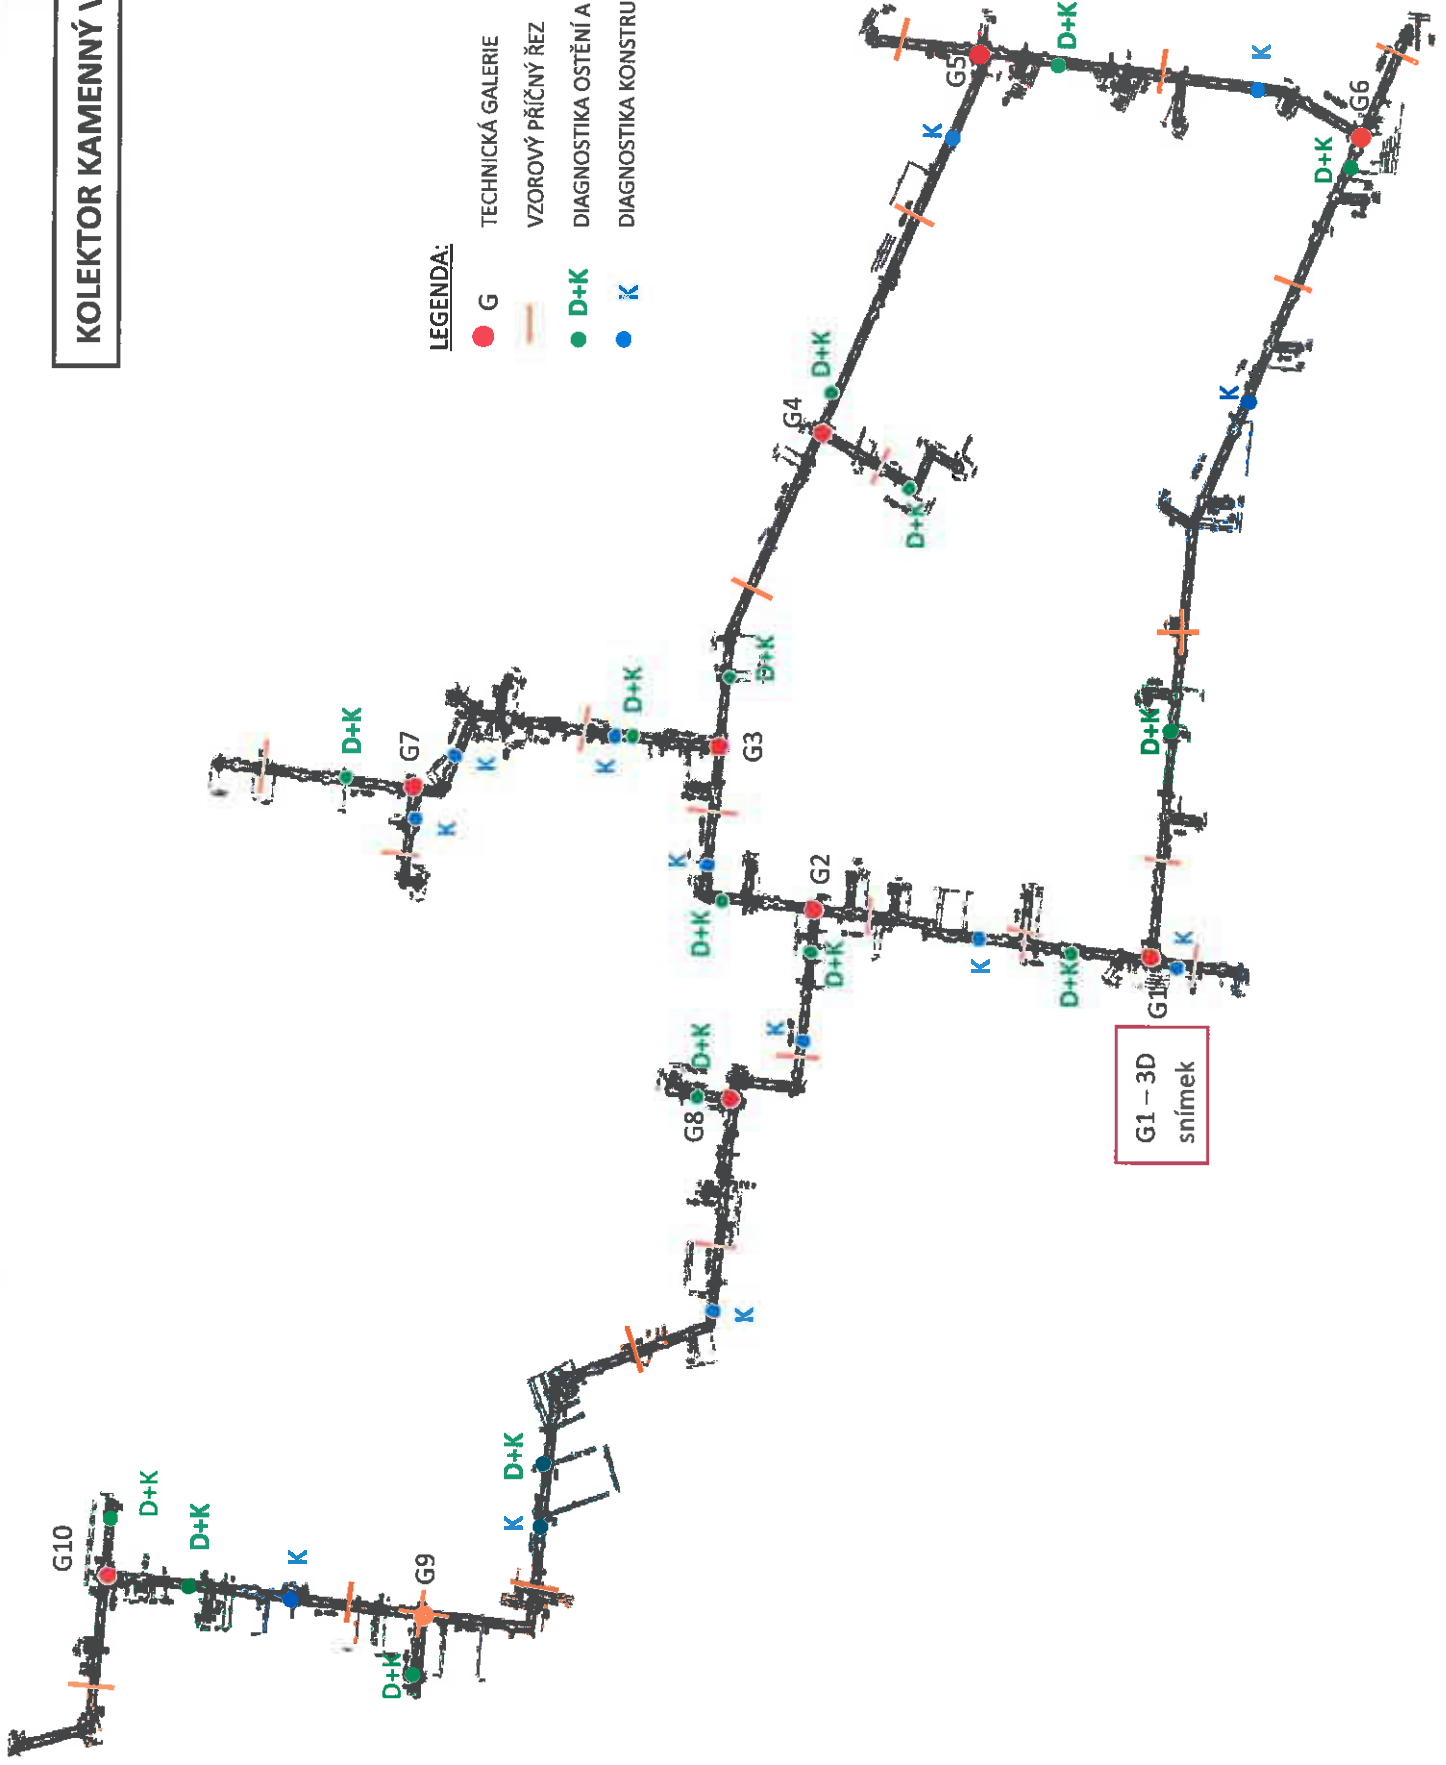 KOLEKTOR KAMENNÝ
LEGENDA:
G TECHNICKÁ GALERIE
VZOROVÝ PŘÍČNÝ ŘEZ
D+K DIAGNOSTIKA OSTĚNÍ A
K DIAGNOSTIKA KONSTRU
G10
D+K
D+K
K
D+K
D+K
G7
G9
K
K
K
D+K
K
D+K
K
G8
D+K
D+K
K
G3
D+K
K
G4
G2
D+K
D+K
D+K
K
G5
K
D+K
D+K
D+K
G1
K
G1 – 3D
snímek
K
K
D+K
G6